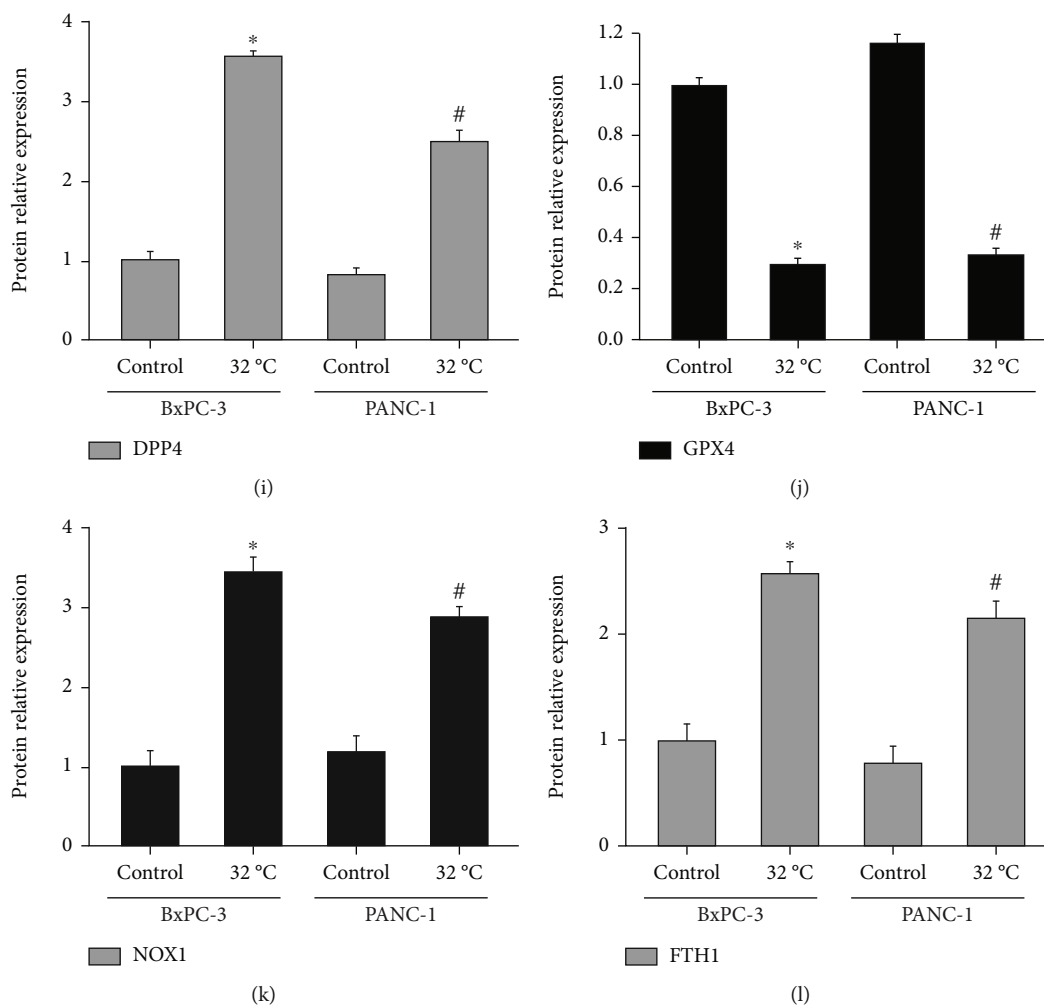 Protein relative expression
4
3
2
1
0
*
#
Control 32 °C Control 32 °C
BxPC-3 PANC-1
DPP4
(i)
Protein relative expression
1.2
1.0
0.8
0.6
0.4
0.2
0.0
*
#
Control 32 °C Control 32 °C
BxPC-3 PANC-1
GPX4
(j)
Protein relative expression
4
3
2
1
0
*
#
Control 32 °C Control 32 °C
BxPC-3 PANC-1
NOX1
(k)
Protein relative expression
3
2
1
0
*
#
Control 32 °C Control 32 °C
BxPC-3 PANC-1
FTH1
(l)